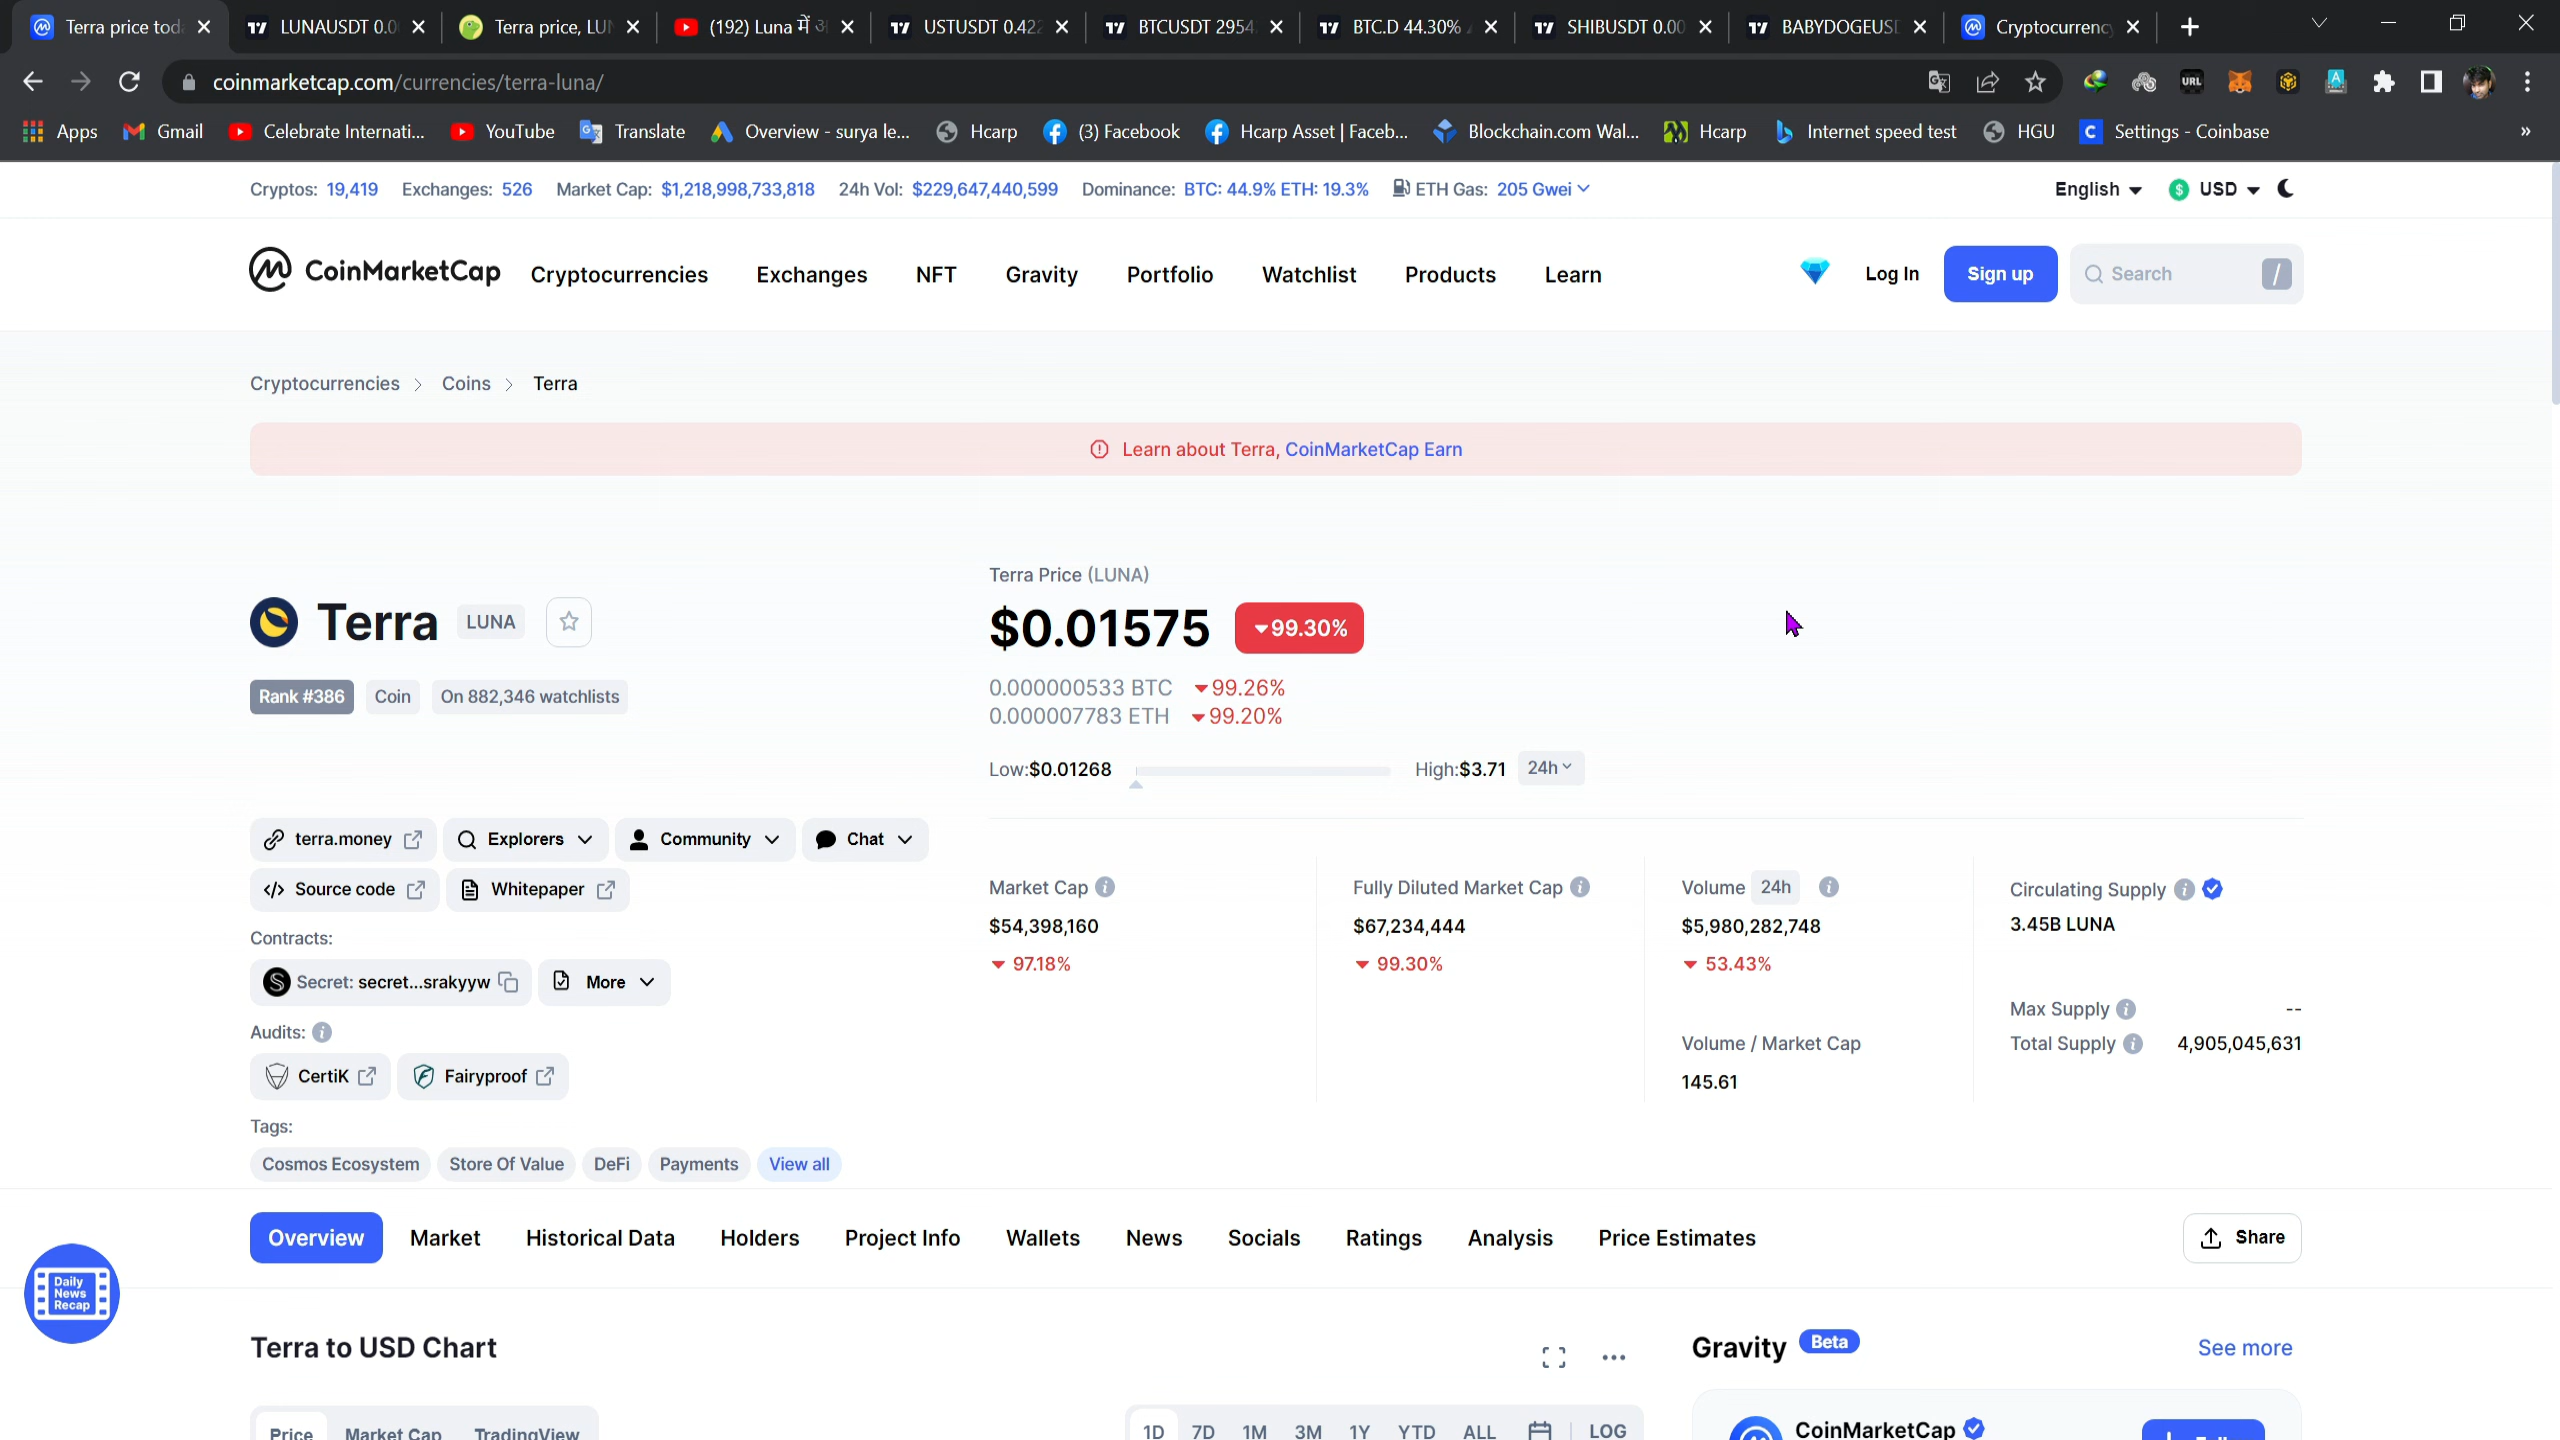 Terra price tod
LUNAUSDT 0.0
Terra price, LUN
(192) Luna में अ
USTUSDT 0.422
BTCUSDT 2954
BTC.D 44.30%
SHIBUSDT 0.00
BABYDOGEUSD
Cryptocurrency
coinmarketcap.com/currencies/terra-luna/
URL
Apps
Gmail
Celebrate Internati...
YouTube
Translate
Overview - surya le...
Hcarp
(3) Facebook
Hcarp Asset | Faceb...
Blockchain.com Wal...
Hcarp
Internet speed test
HGU
Settings - Coinbase
»
Cryptos: 19,419 Exchanges: 526 Market Cap: $1,218,998,733,818 24h Vol: $229,647,440,599 Dominance: BTC: 44.9% ETH: 19.3% ETH Gas: 205 Gwei
English USD
CoinMarketCap
Cryptocurrencies Exchanges NFT Gravity Portfolio Watchlist Products Learn
Log In
Sign up
Search /
Cryptocurrencies > Coins > Terra
Learn about Terra, CoinMarketCap Earn
Terra LUNA
Rank #386 Coin On 882,346 watchlists
Terra Price (LUNA)
$0.01575 99.30%
0.000000533 BTC 99.26%
0.000007783 ETH 99.20%
Low:$0.01268 High:$3.71 24h
terra.money Explorers Community Chat
Source code Whitepaper
Contracts:
Secret: secret...srakyyw More
Audits:
CertiK Fairyproof
Tags:
Cosmos Ecosystem Store Of Value DeFi Payments View all
Market Cap
$54,398,160
97.18%
Fully Diluted Market Cap
$67,234,444
99.30%
Volume 24h
$5,980,282,748
53.43%
Volume / Market Cap
145.61
Circulating Supply
3.45B LUNA
Max Supply --
Total Supply 4,905,045,631
Overview Market Historical Data Holders Project Info Wallets News Socials Ratings Analysis Price Estimates
Share
Daily
News
Recap
Terra to USD Chart
Price Market Cap TradingView
1D 7D 1M 3M 1Y YTD ALL LOG
Gravity Beta
See more
CoinMarketCap